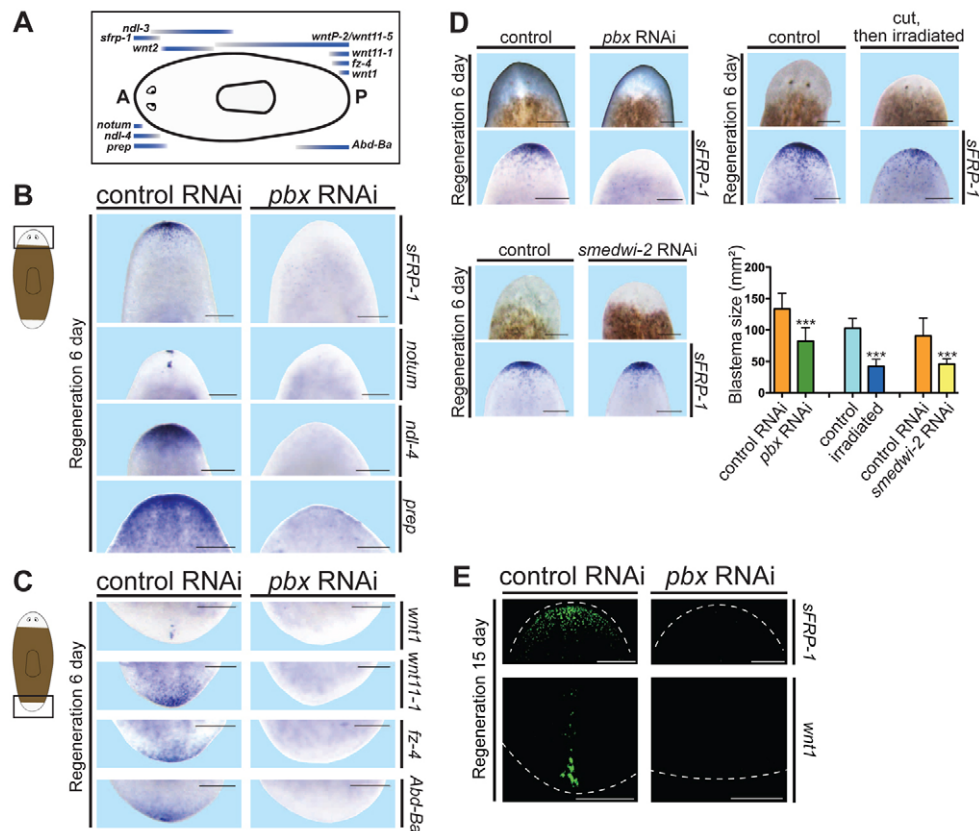 A
ndl-3
sfrp-1
wnt2
wntP-2/wnt11-5
wnt11-1
fz-4
wnt1
A
P
notum
ndl-4
prep
Abd-Ba
B
control RNAi
pbx RNAi
Regeneration 6 day
sFRP-1
notum
ndl-4
prep
C
control RNAi
pbx RNAi
Regeneration 6 day
wnt1
wnt11-1
fz-4
Abd-Ba
D
control
pbx RNAi
Regeneration 6 day
sFRP-1
control
cut,
then irradiated
Regeneration 6 day
sFRP-1
control
smedwi-2 RNAi
Regeneration 6 day
sFRP-1
Blastema size (mm²)
200
150
100
50
0
***
***
***
control RNAi
pbx RNAi
control
irradiated
control RNAi
smedwi-2 RNAi
E
control RNAi
pbx RNAi
Regeneration 15 day
sFRP-1
wnt1